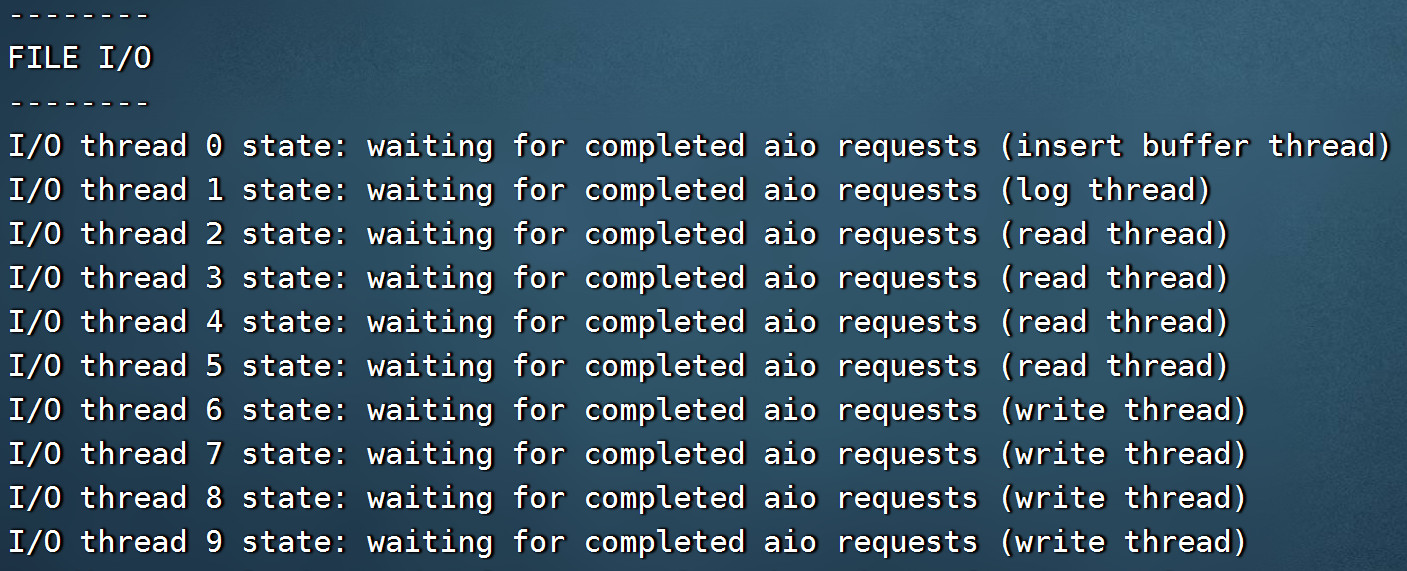 --------
FILE I/O
--------
I/O thread 0 state: waiting for completed aio requests (insert buffer thread)
I/O thread 1 state: waiting for completed aio requests (log thread)
I/O thread 2 state: waiting for completed aio requests (read thread)
I/O thread 3 state: waiting for completed aio requests (read thread)
I/O thread 4 state: waiting for completed aio requests (read thread)
I/O thread 5 state: waiting for completed aio requests (read thread)
I/O thread 6 state: waiting for completed aio requests (write thread)
I/O thread 7 state: waiting for completed aio requests (write thread)
I/O thread 8 state: waiting for completed aio requests (write thread)
I/O thread 9 state: waiting for completed aio requests (write thread)